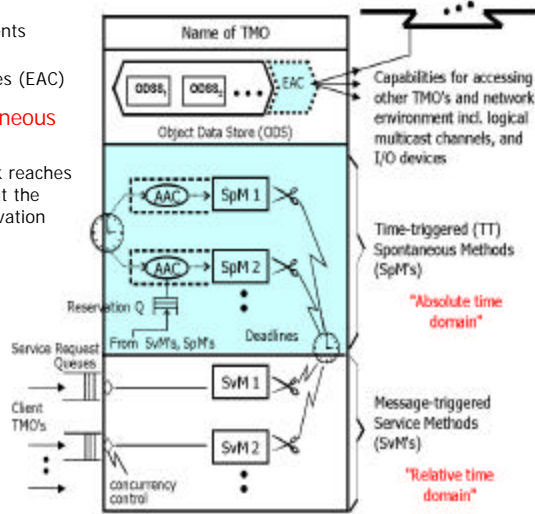 ents
es (EAC)
neous
k reaches
t the
vation
Name of TMO
ODSS₁
ODSS₂
• • •
EAC
Object Data Store (ODS)
Capabilities for accessing
other TMO's and network
environment incl. logical
multicast channels, and
I/O devices
AAC
SpM 1
AAC
SpM 2
Reservation Q
From SvM's, SpM's
Deadlines
Time-triggered (TT)
Spontaneous Methods
(SpM's)
"Absolute time
domain"
Service Request
Queues
Client
TMO's
SvM 1
SvM 2
concurrency
control
Message-triggered
Service Methods
(SvM's)
"Relative time
domain"